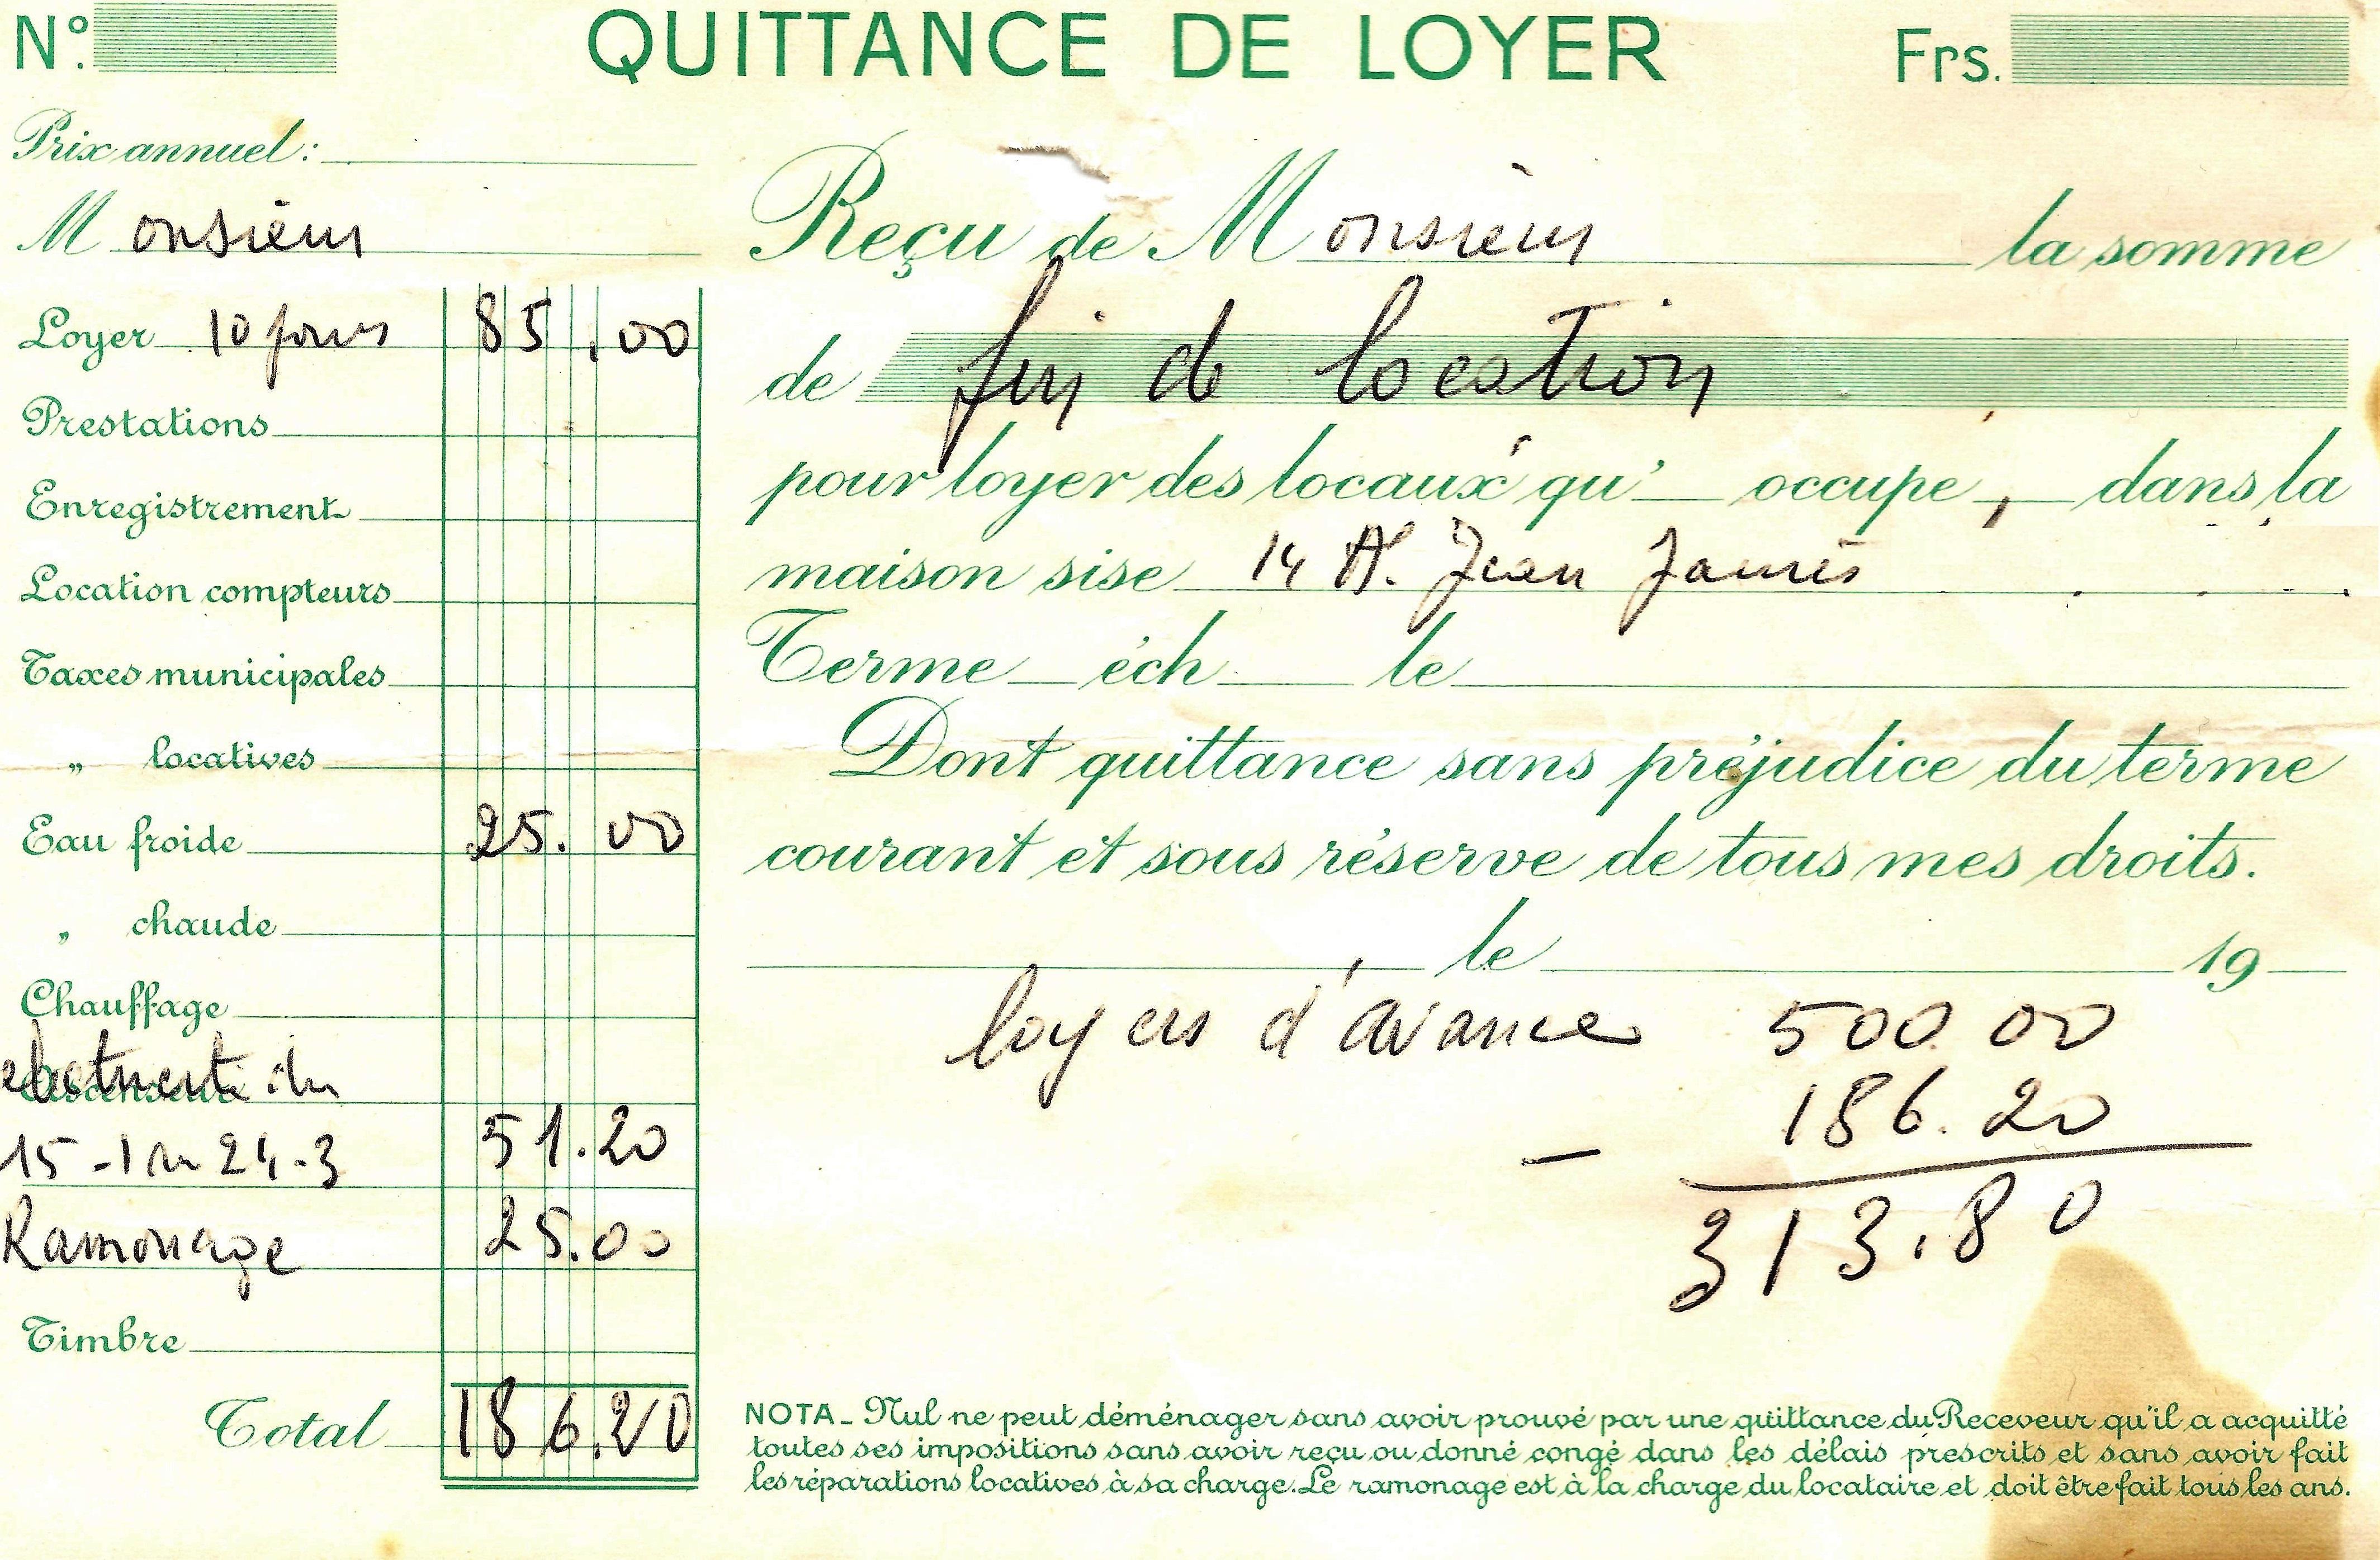 N° QUITTANCE DE LOYER Frs.
Prix annuel :
Monsieur
Loyer 10 jours 85,00
Prestations
Enregistrement
Location compteurs
Taxes municipales
„ locatives
Eau froide 25.00
„ chaude
Chauffage
Ascenseur
electricité du
15-1 au 24-3 51.20
Ramonage 25.00
Timbre
Total 186.20
Reçu de Monsieur la somme
de fin de location
pour loyer des locaux qu' occupe, dans la
maison sise 14 A. Jean Jaurès
Terme éch le
Dont quittance sans préjudice du terme
courant et sous réserve de tous mes droits.
le 19
loyers d'avance 500.00
- 186.20
313.80
NOTA_ Nul ne peut déménager sans avoir prouvé par une quittance du Receveur qu'il a acquitté
toutes ses impositions sans avoir reçu ou donné congé dans les délais prescrits et sans avoir fait
les réparations locatives à sa charge. Le ramonage est à la charge du locataire et doit être fait tous les ans.